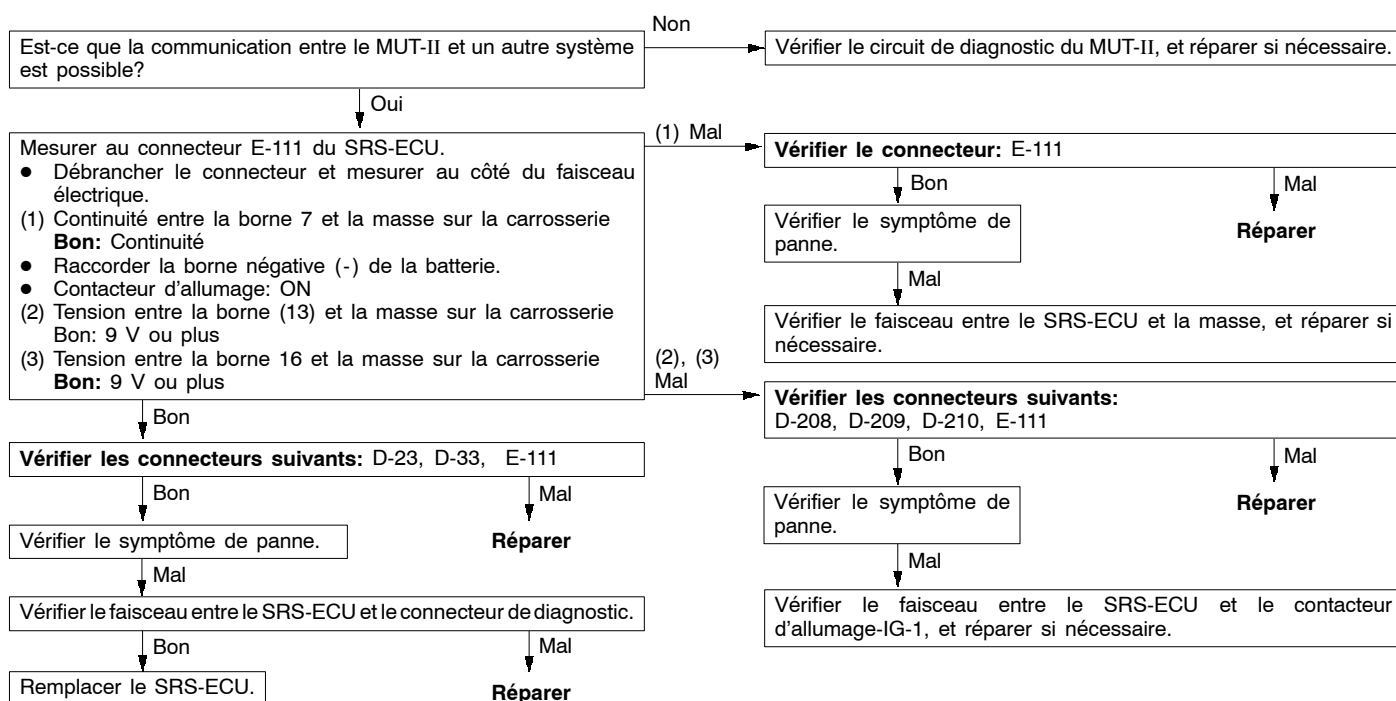 Est-ce que la communication entre le MUT-II et un autre système
est possible?
Non
Vérifier le circuit de diagnostic du MUT-II, et réparer si nécessaire.
Oui
Mesurer au connecteur E-111 du SRS-ECU.
● Débrancher le connecteur et mesurer au côté du faisceau
électrique.
(1) Continuité entre la borne 7 et la masse sur la carrosserie
Bon: Continuité
● Raccorder la borne négative (-) de la batterie.
● Contacteur d'allumage: ON
(2) Tension entre la borne (13) et la masse sur la carrosserie
Bon: 9 V ou plus
(3) Tension entre la borne 16 et la masse sur la carrosserie
Bon: 9 V ou plus
(1) Mal
Vérifier le connecteur: E-111
Bon
Mal
Vérifier le symptôme de
panne.
Réparer
Mal
Vérifier le faisceau entre le SRS-ECU et la masse, et réparer si
nécessaire.
(2), (3)
Mal
Vérifier les connecteurs suivants:
D-208, D-209, D-210, E-111
Bon
Mal
Vérifier le symptôme de
panne.
Réparer
Mal
Vérifier le faisceau entre le SRS-ECU et le contacteur
d'allumage-IG-1, et réparer si nécessaire.
Bon
Vérifier les connecteurs suivants: D-23, D-33, E-111
Bon
Mal
Vérifier le symptôme de panne.
Réparer
Mal
Vérifier le faisceau entre le SRS-ECU et le connecteur de diagnostic.
Bon
Mal
Remplacer le SRS-ECU.
Réparer